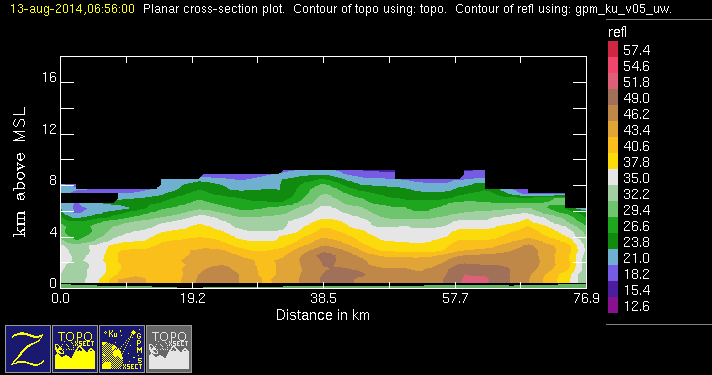 13-aug-2014,06:56:00 Planar cross-section plot. Contour of topo using: topo. Contour of refl using: gpm_ku_v05_uw.
refl
57.4
54.6
51.8
49.0
46.2
43.4
40.6
37.8
35.0
32.2
29.4
26.6
23.8
21.0
18.2
15.4
12.6
km above MSL
16
12
8
4
0
0.0 19.2 38.5 57.7 76.9
Distance in km
Z
TOPO
XSECT
"Ku"
GPM'S
XSECT
TOPO
XSECT